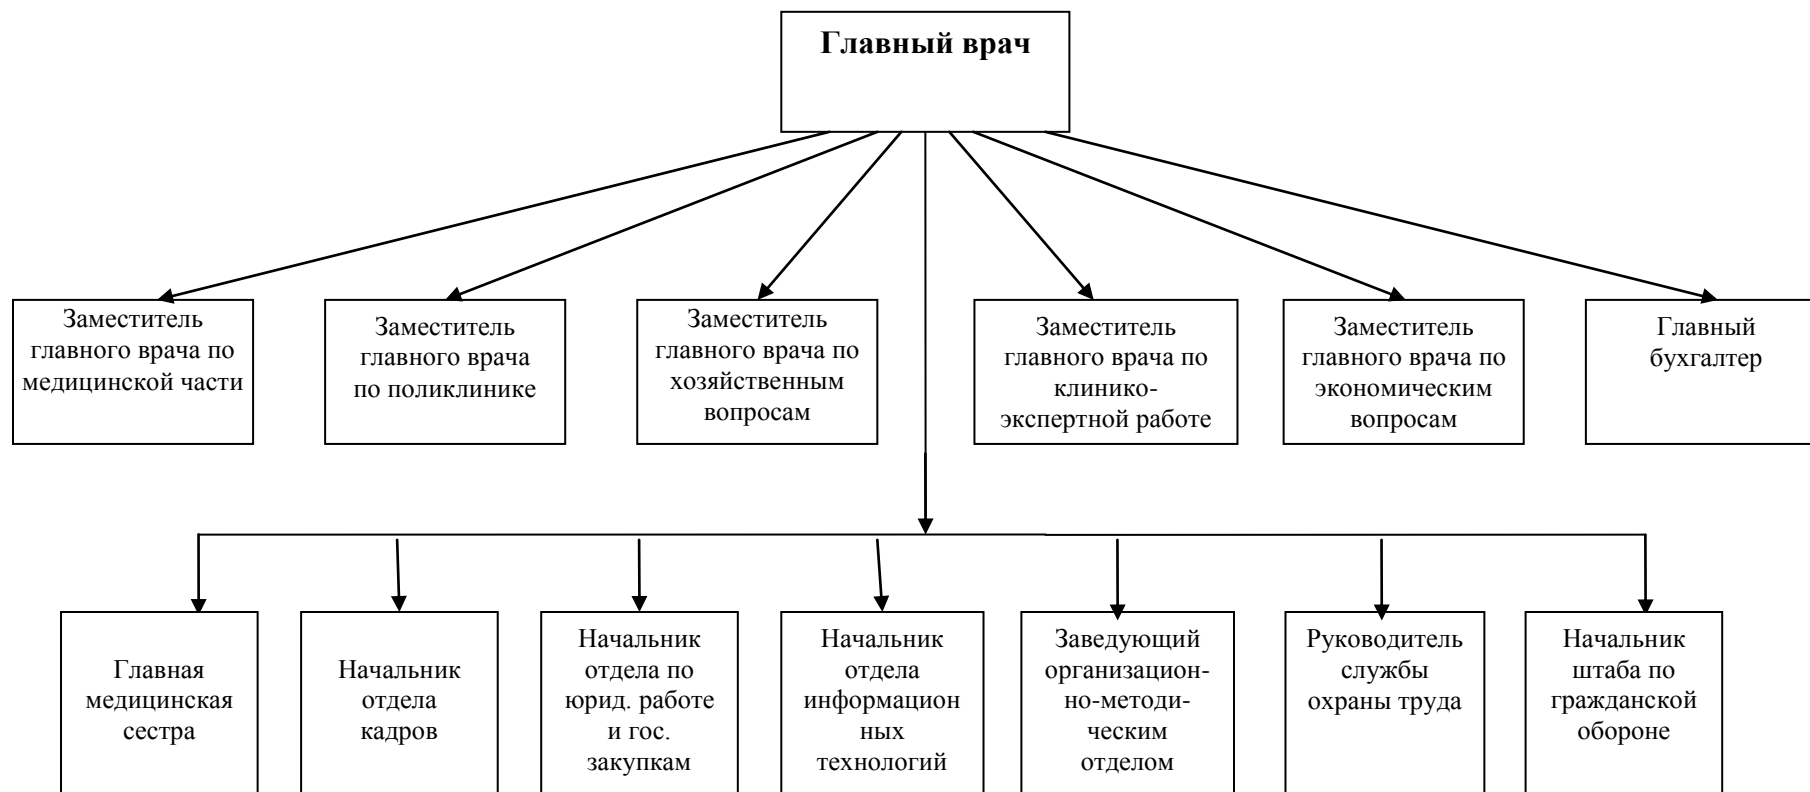 Главный врач
Заместитель
главного врача по
медицинской части
Заместитель
главного врача
по поликлинике
Заместитель
главного врача по
хозяйственным
вопросам
Заместитель
главного врача по
клинико-
экспертной работе
Заместитель
главного врача по
экономическим
вопросам
Главный
бухгалтер
Главная
медицинская
сестра
Начальник
отдела
кадров
Начальник
отдела по
юрид. работе
и гос.
закупкам
Начальник
отдела
информацион
ных
технологий
Заведующий
организацион-
но-методи-
ческим
отделом
Руководитель
службы
охраны труда
Начальник
штаба по
гражданской
обороне